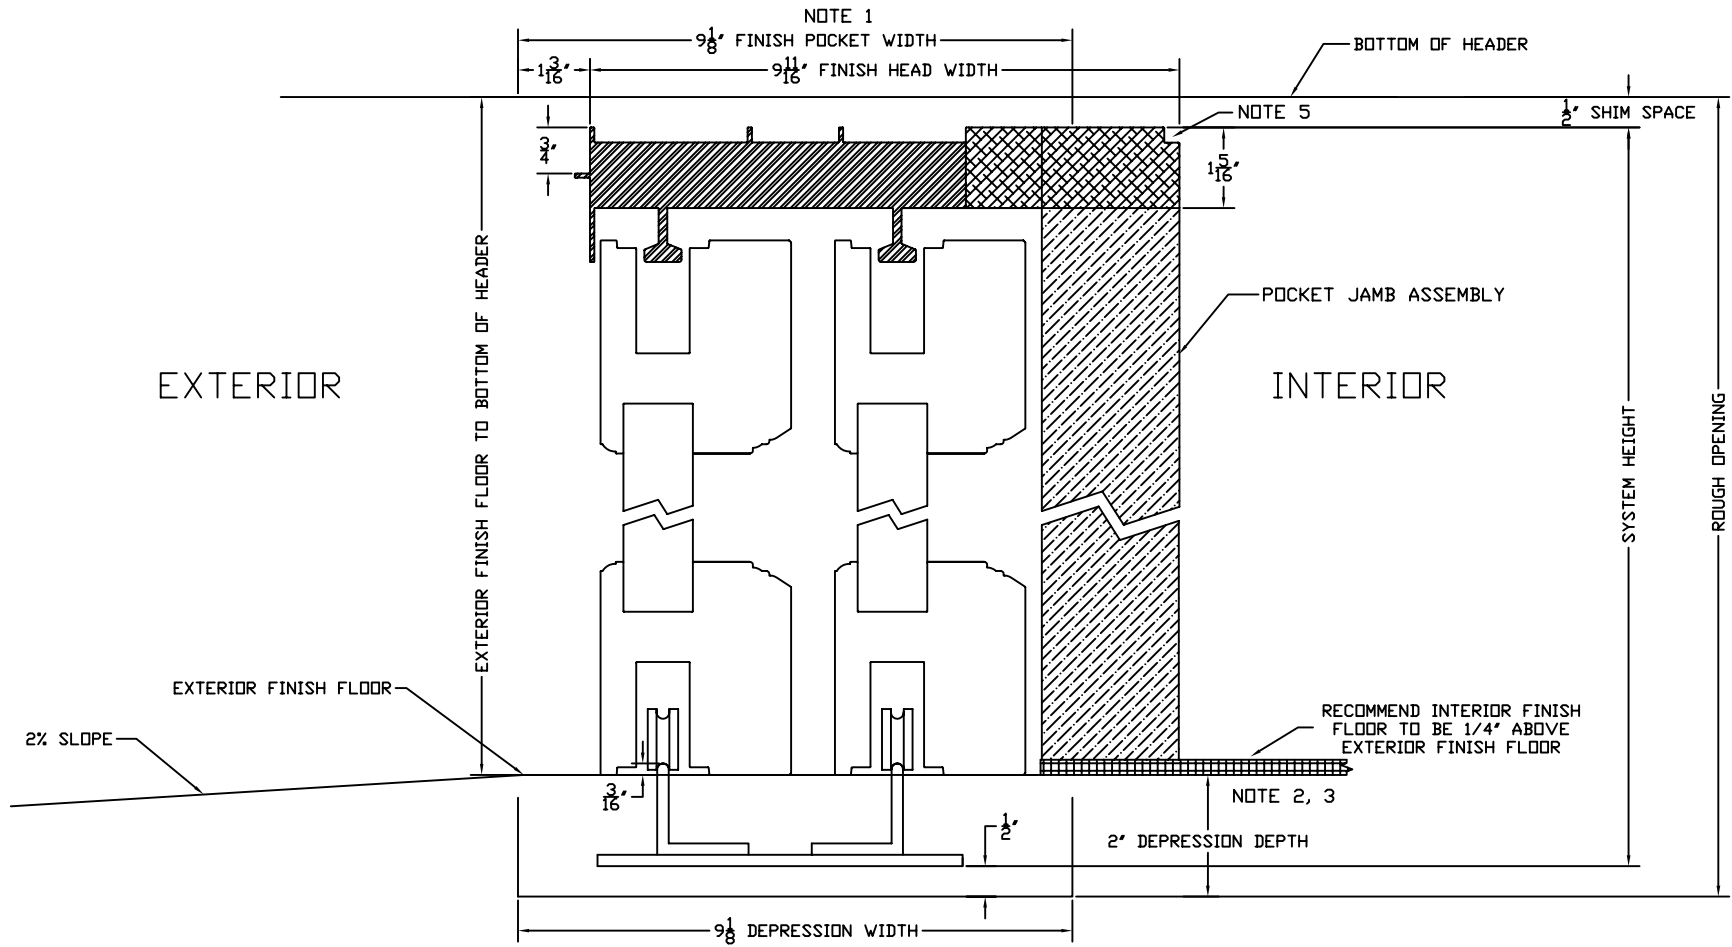 NOTE 1
9 1/8" FINISH POCKET WIDTH
BOTTOM OF HEADER
1 3/16"
9 11/16" FINISH HEAD WIDTH
NOTE 5
1/2" SHIM SPACE
3/4"
1 5/16"
POCKET JAMB ASSEMBLY
EXTERIOR
INTERIOR
EXTERIOR FINISH FLOOR TO BOTTOM OF HEADER
SYSTEM HEIGHT
ROUGH OPENING
EXTERIOR FINISH FLOOR
2% SLOPE
RECOMMEND INTERIOR FINISH
FLOOR TO BE 1/4" ABOVE
EXTERIOR FINISH FLOOR
3/16"
NOTE 2, 3
1/2"
2" DEPRESSION DEPTH
9 1/8 DEPRESSION WIDTH